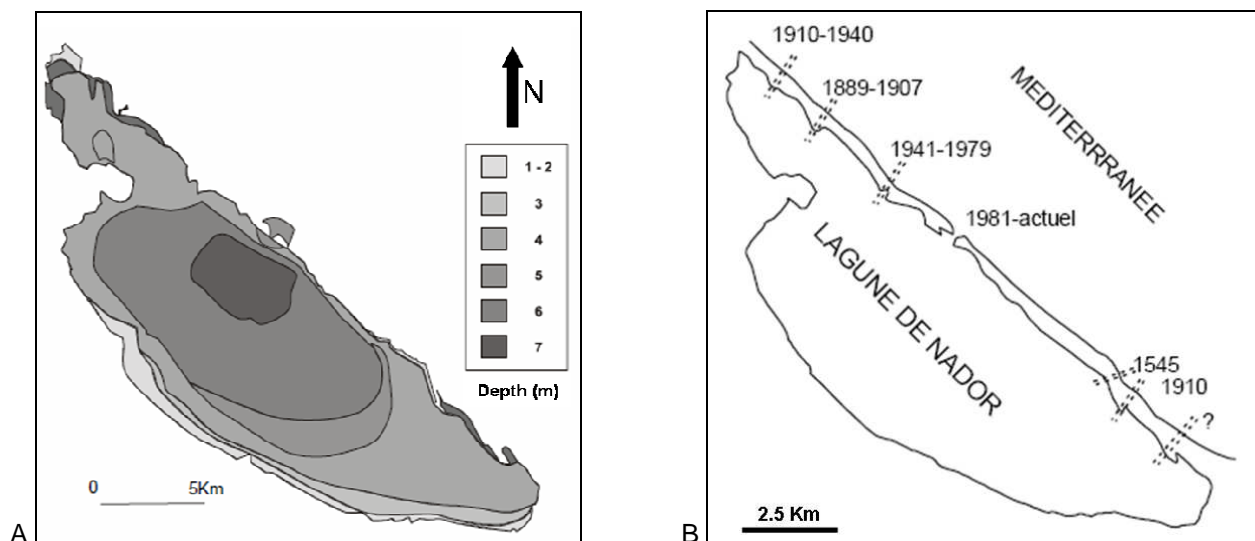 N
1 - 2
3
4
5
6
7
Depth (m)
0 5Km
A
1910-1940
1889-1907
1941-1979
1981-actuel
MEDITERRRANEE
LAGUNE DE NADOR
1545
1910
?
2.5 Km
B